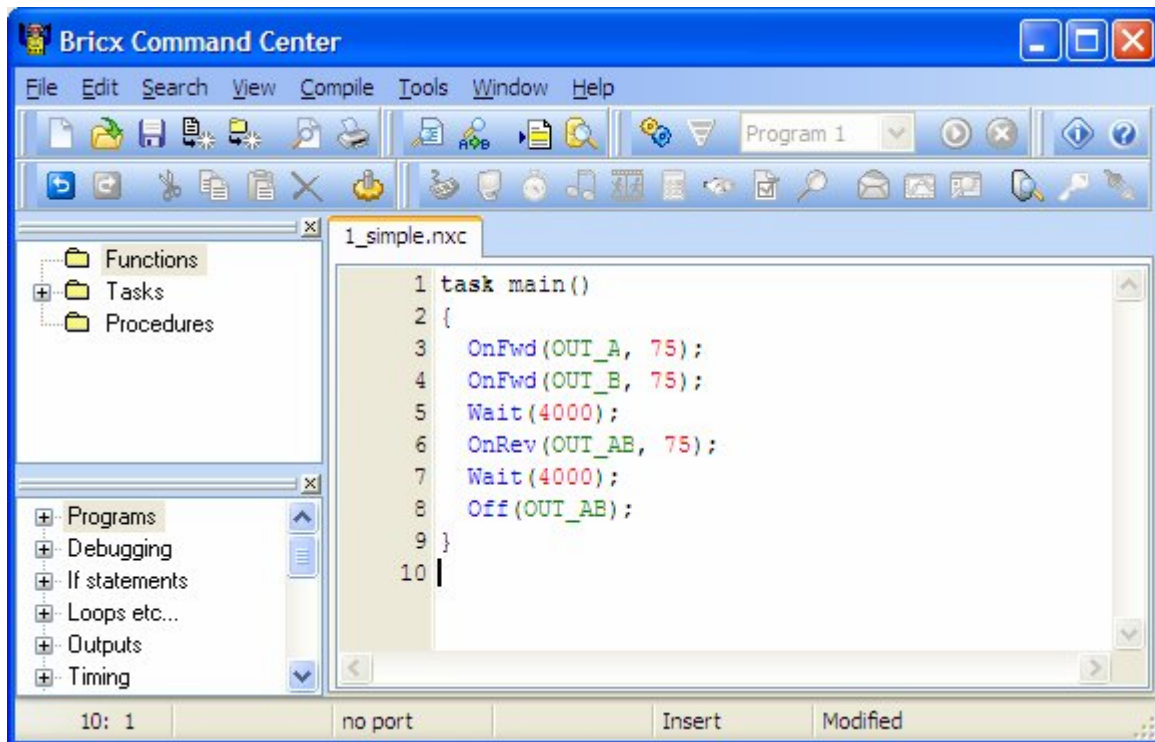 Bricx Command Center
File Edit Search View Compile Tools Window Help
Program 1
Functions
Tasks
Procedures
1_simple.nxc
1 task main()
2 {
3 OnFwd(OUT_A, 75);
4 OnFwd(OUT_B, 75);
5 Wait(4000);
6 OnRev(OUT_AB, 75);
7 Wait(4000);
8 Off(OUT_AB);
9 }
10
Programs
Debugging
If statements
Loops etc...
Outputs
Timing
10: 1 no port Insert Modified